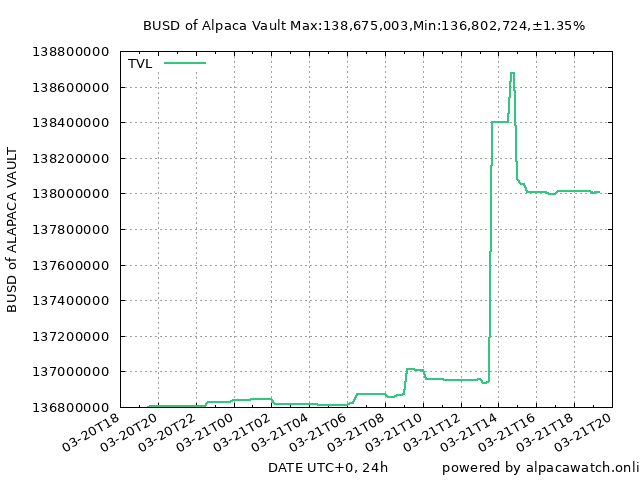 BUSD of Alpaca Vault Max:138,675,003,Min:136,802,724,±1.35%
TVL
138800000
138600000
138400000
138200000
138000000
137800000
137600000
137400000
137200000
137000000
136800000
BUSD of ALAPACA VAULT
03-20T18
03-20T20
03-20T22
03-21T00
03-21T02
03-21T04
03-21T06
03-21T08
03-21T10
03-21T12
03-21T14
03-21T16
03-21T18
03-21T20
DATE UTC+0, 24h
powered by alpacawatch.onli